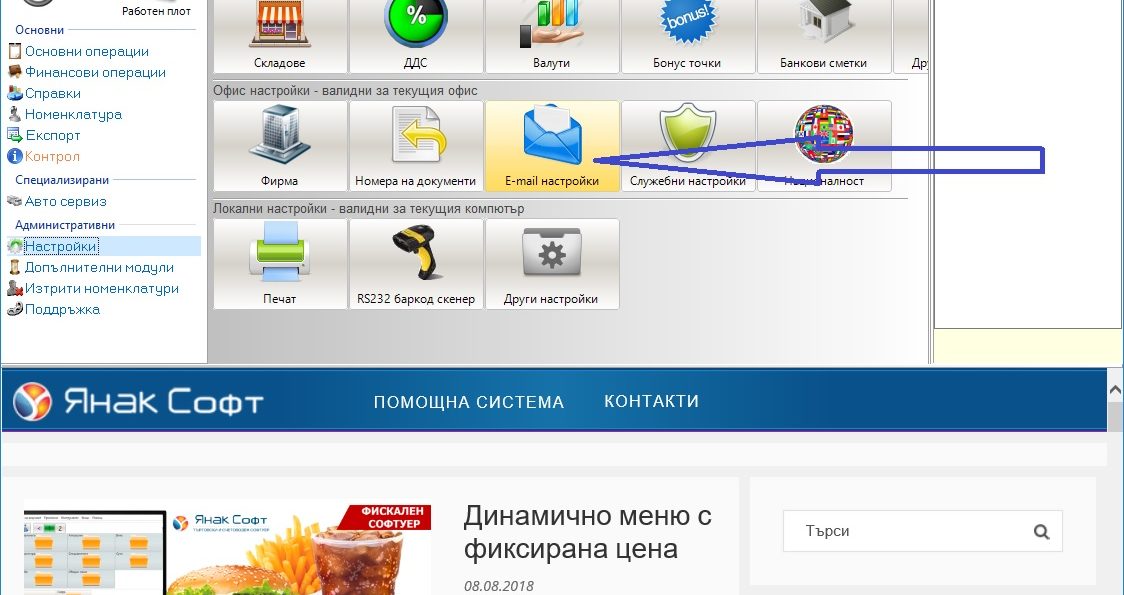 Работен плот
Основни
Основни операции
Финансови операции
Справки
Номенклатура
Експорт
Контрол
Специализирани
Авто сервиз
Административни
Настройки
Допълнителни модули
Изтрити номенклатури
Поддръжка
%
bonus!
Складове
ДДС
Валути
Бонус точки
Банкови сметки
Офис настройки - валидни за текущия офис
Фирма
Номера на документи
E-mail настройки
Служебни настройки
Локални настройки - валидни за текущия компютър
Печат
RS232 баркод скенер
Други настройки
Янак Софт
ПОМОЩНА СИСТЕМА
КОНТАКТИ
Янак Софт
ФИСКАЛЕН
СОФТУЕР
Динамично меню с
фиксирана цена
08.08.2018
Търси